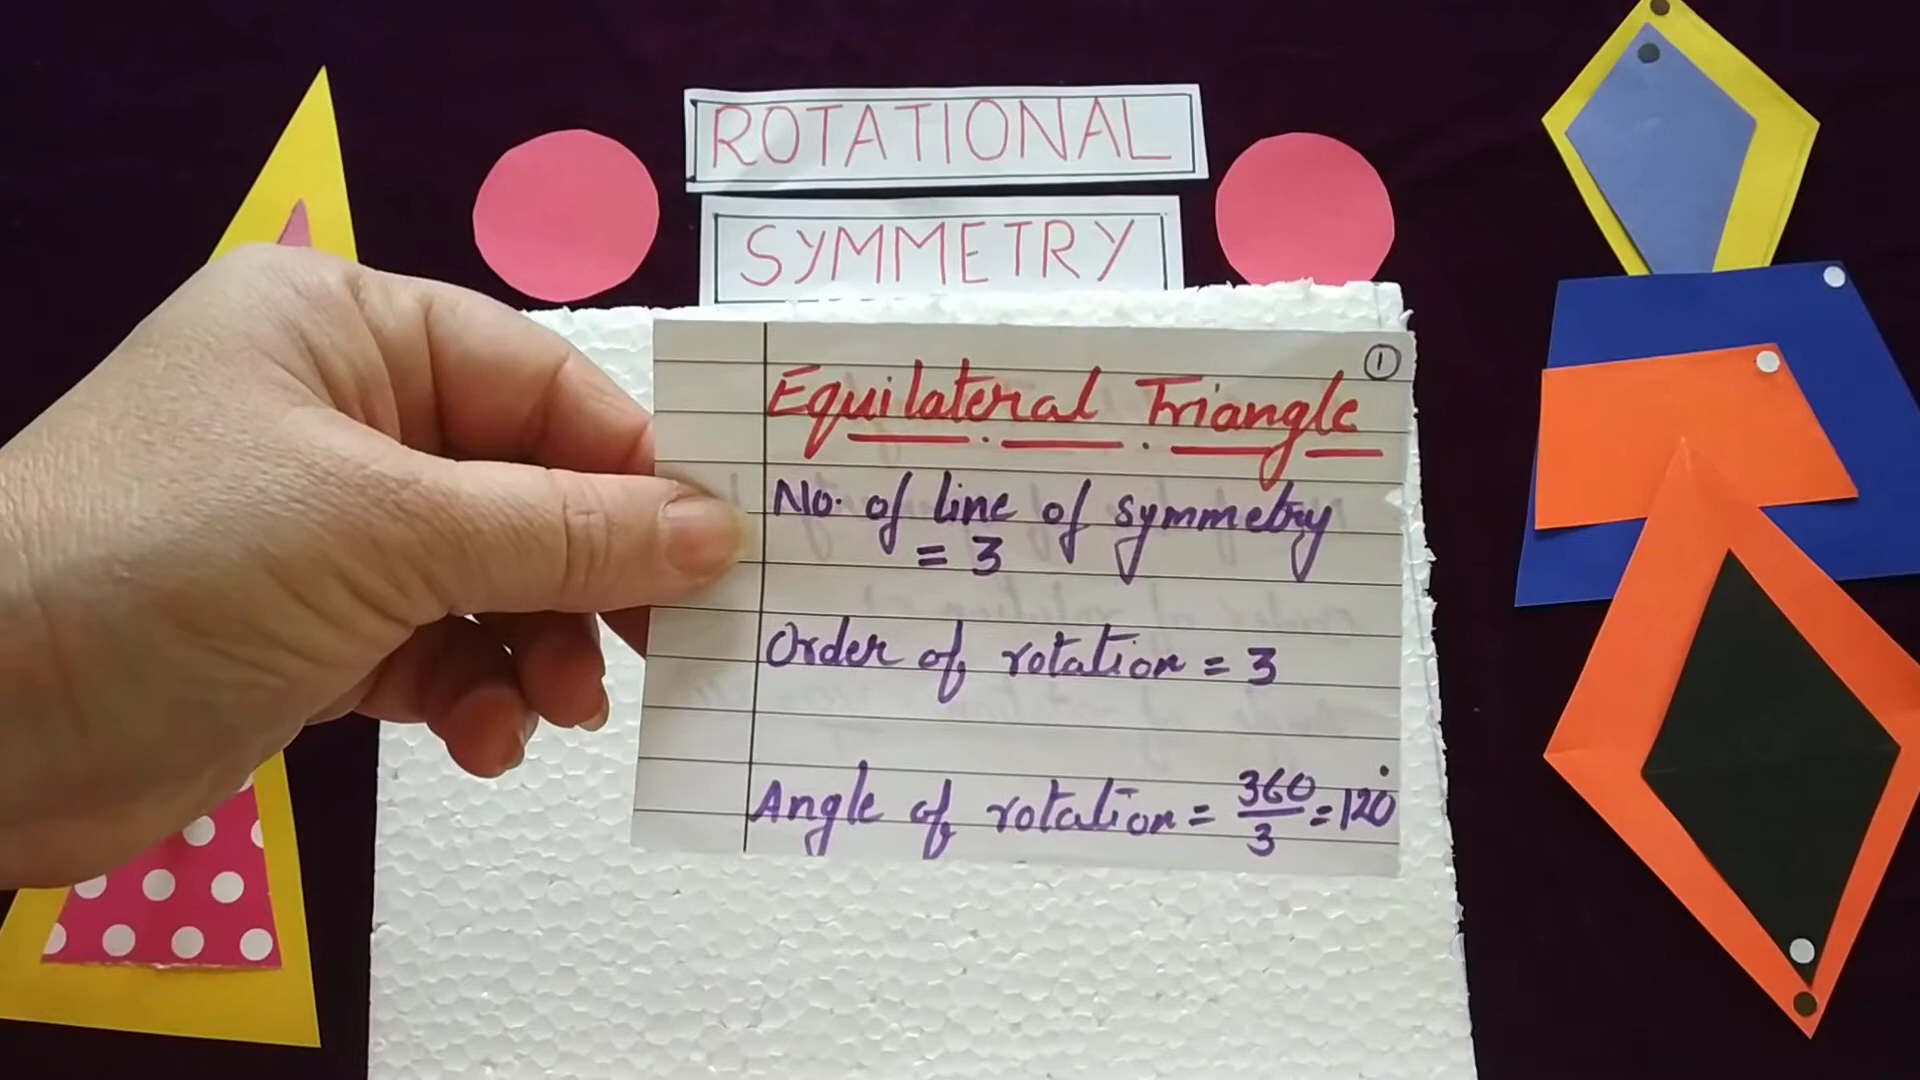 ROTATIONAL
SYMMETRY
1
Equilateral Triangle
No. of line of symmetry
= 3
Order of rotation = 3
Angle of rotation = 360/3 = 120°